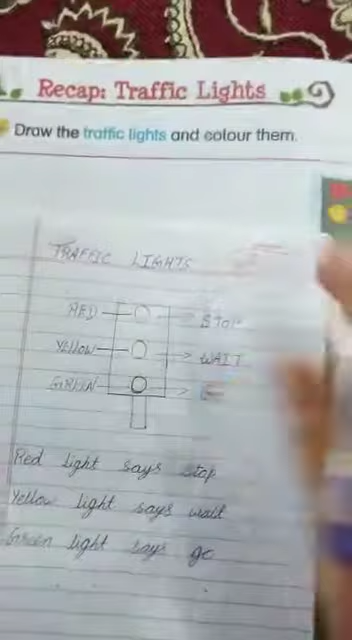 Recap: Traffic Lights
Draw the traffic lights and colour them.
TRAFFIC LIGHTS
RED STOP
YELLOW WAIT
GREEN
Red light says stop
Yellow light says wait
Green light says go